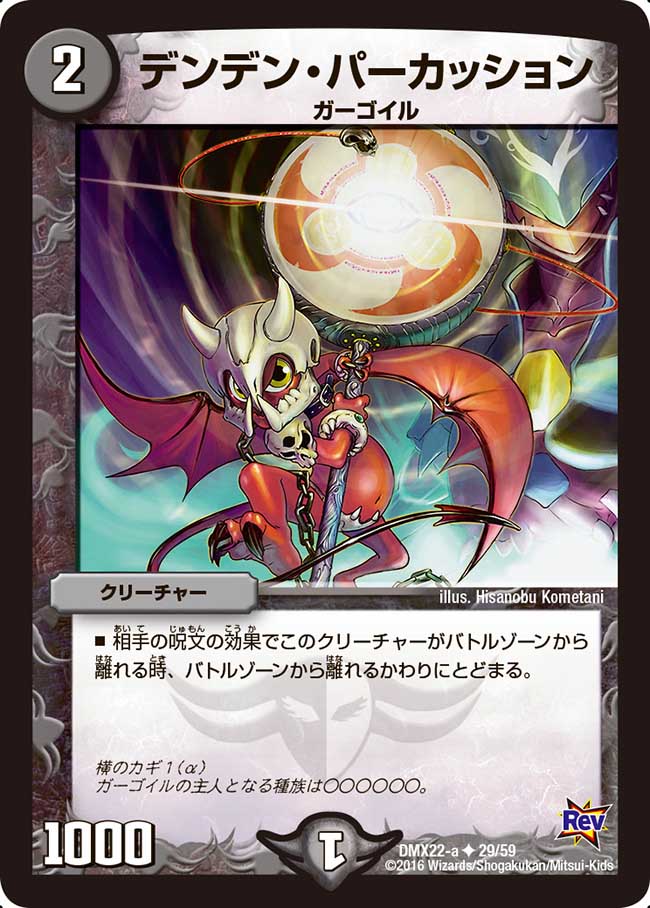 2
デンデン・パーカッション
ガーゴイル
クリーチャー
illus. Hisanobu Kometani
■ 相手の呪文の効果でこのクリーチャーがバトルゾーンから
離れる時、バトルゾーンから離れるかわりにとどまる。
横のカギ1(α)
ガーゴイルの主人となる種族は〇〇〇〇〇〇。
1000
1
Rev
DMX22-a ◆ 29/59
©2016 Wizards/Shogakukan/Mitsui-Kids